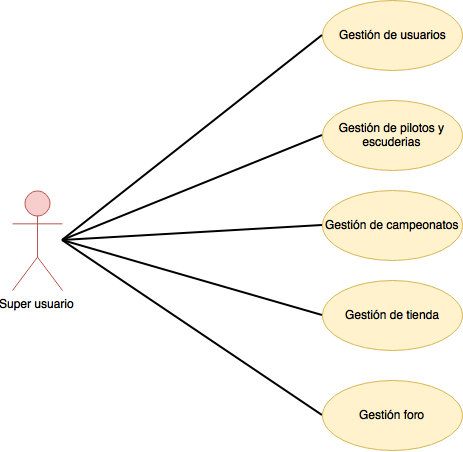 Gestión de usuarios
Gestión de pilotos y
escuderias
Gestión de campeonatos
Super usuario
Gestión de tienda
Gestión foro